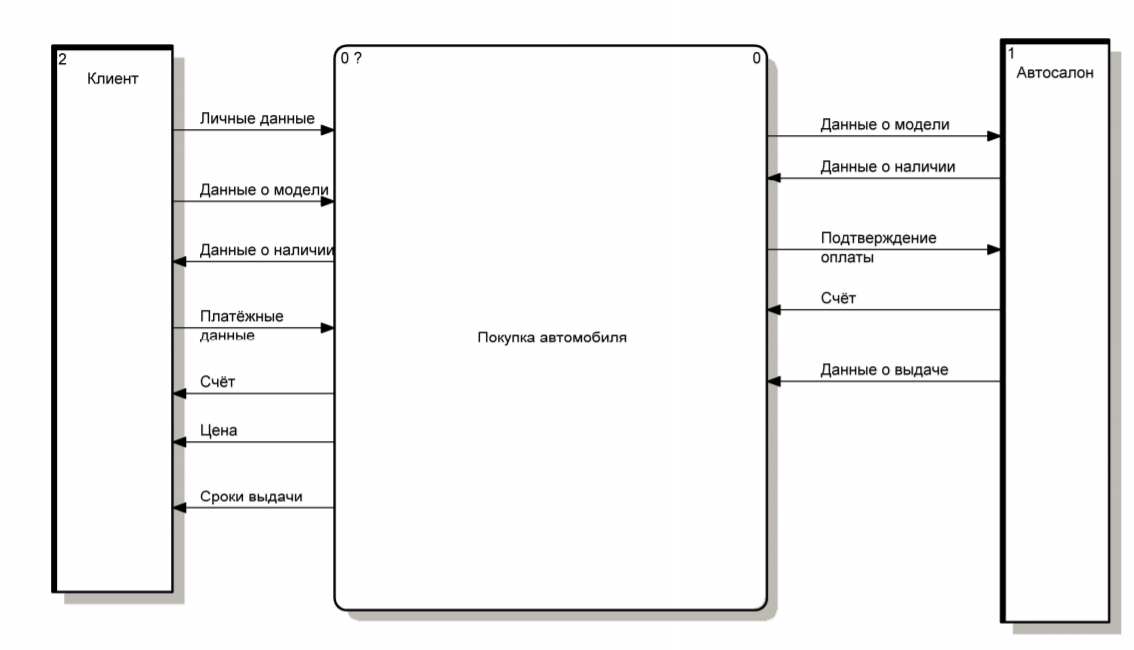 2
Клиент
Личные данные
Данные о модели
Данные о наличии
Платёжные
данные
Счёт
Цена
Сроки выдачи
0 ?
0
Покупка автомобиля
Данные о модели
Данные о наличии
Подтверждение
оплаты
Счёт
Данные о выдаче
1
Автосалон